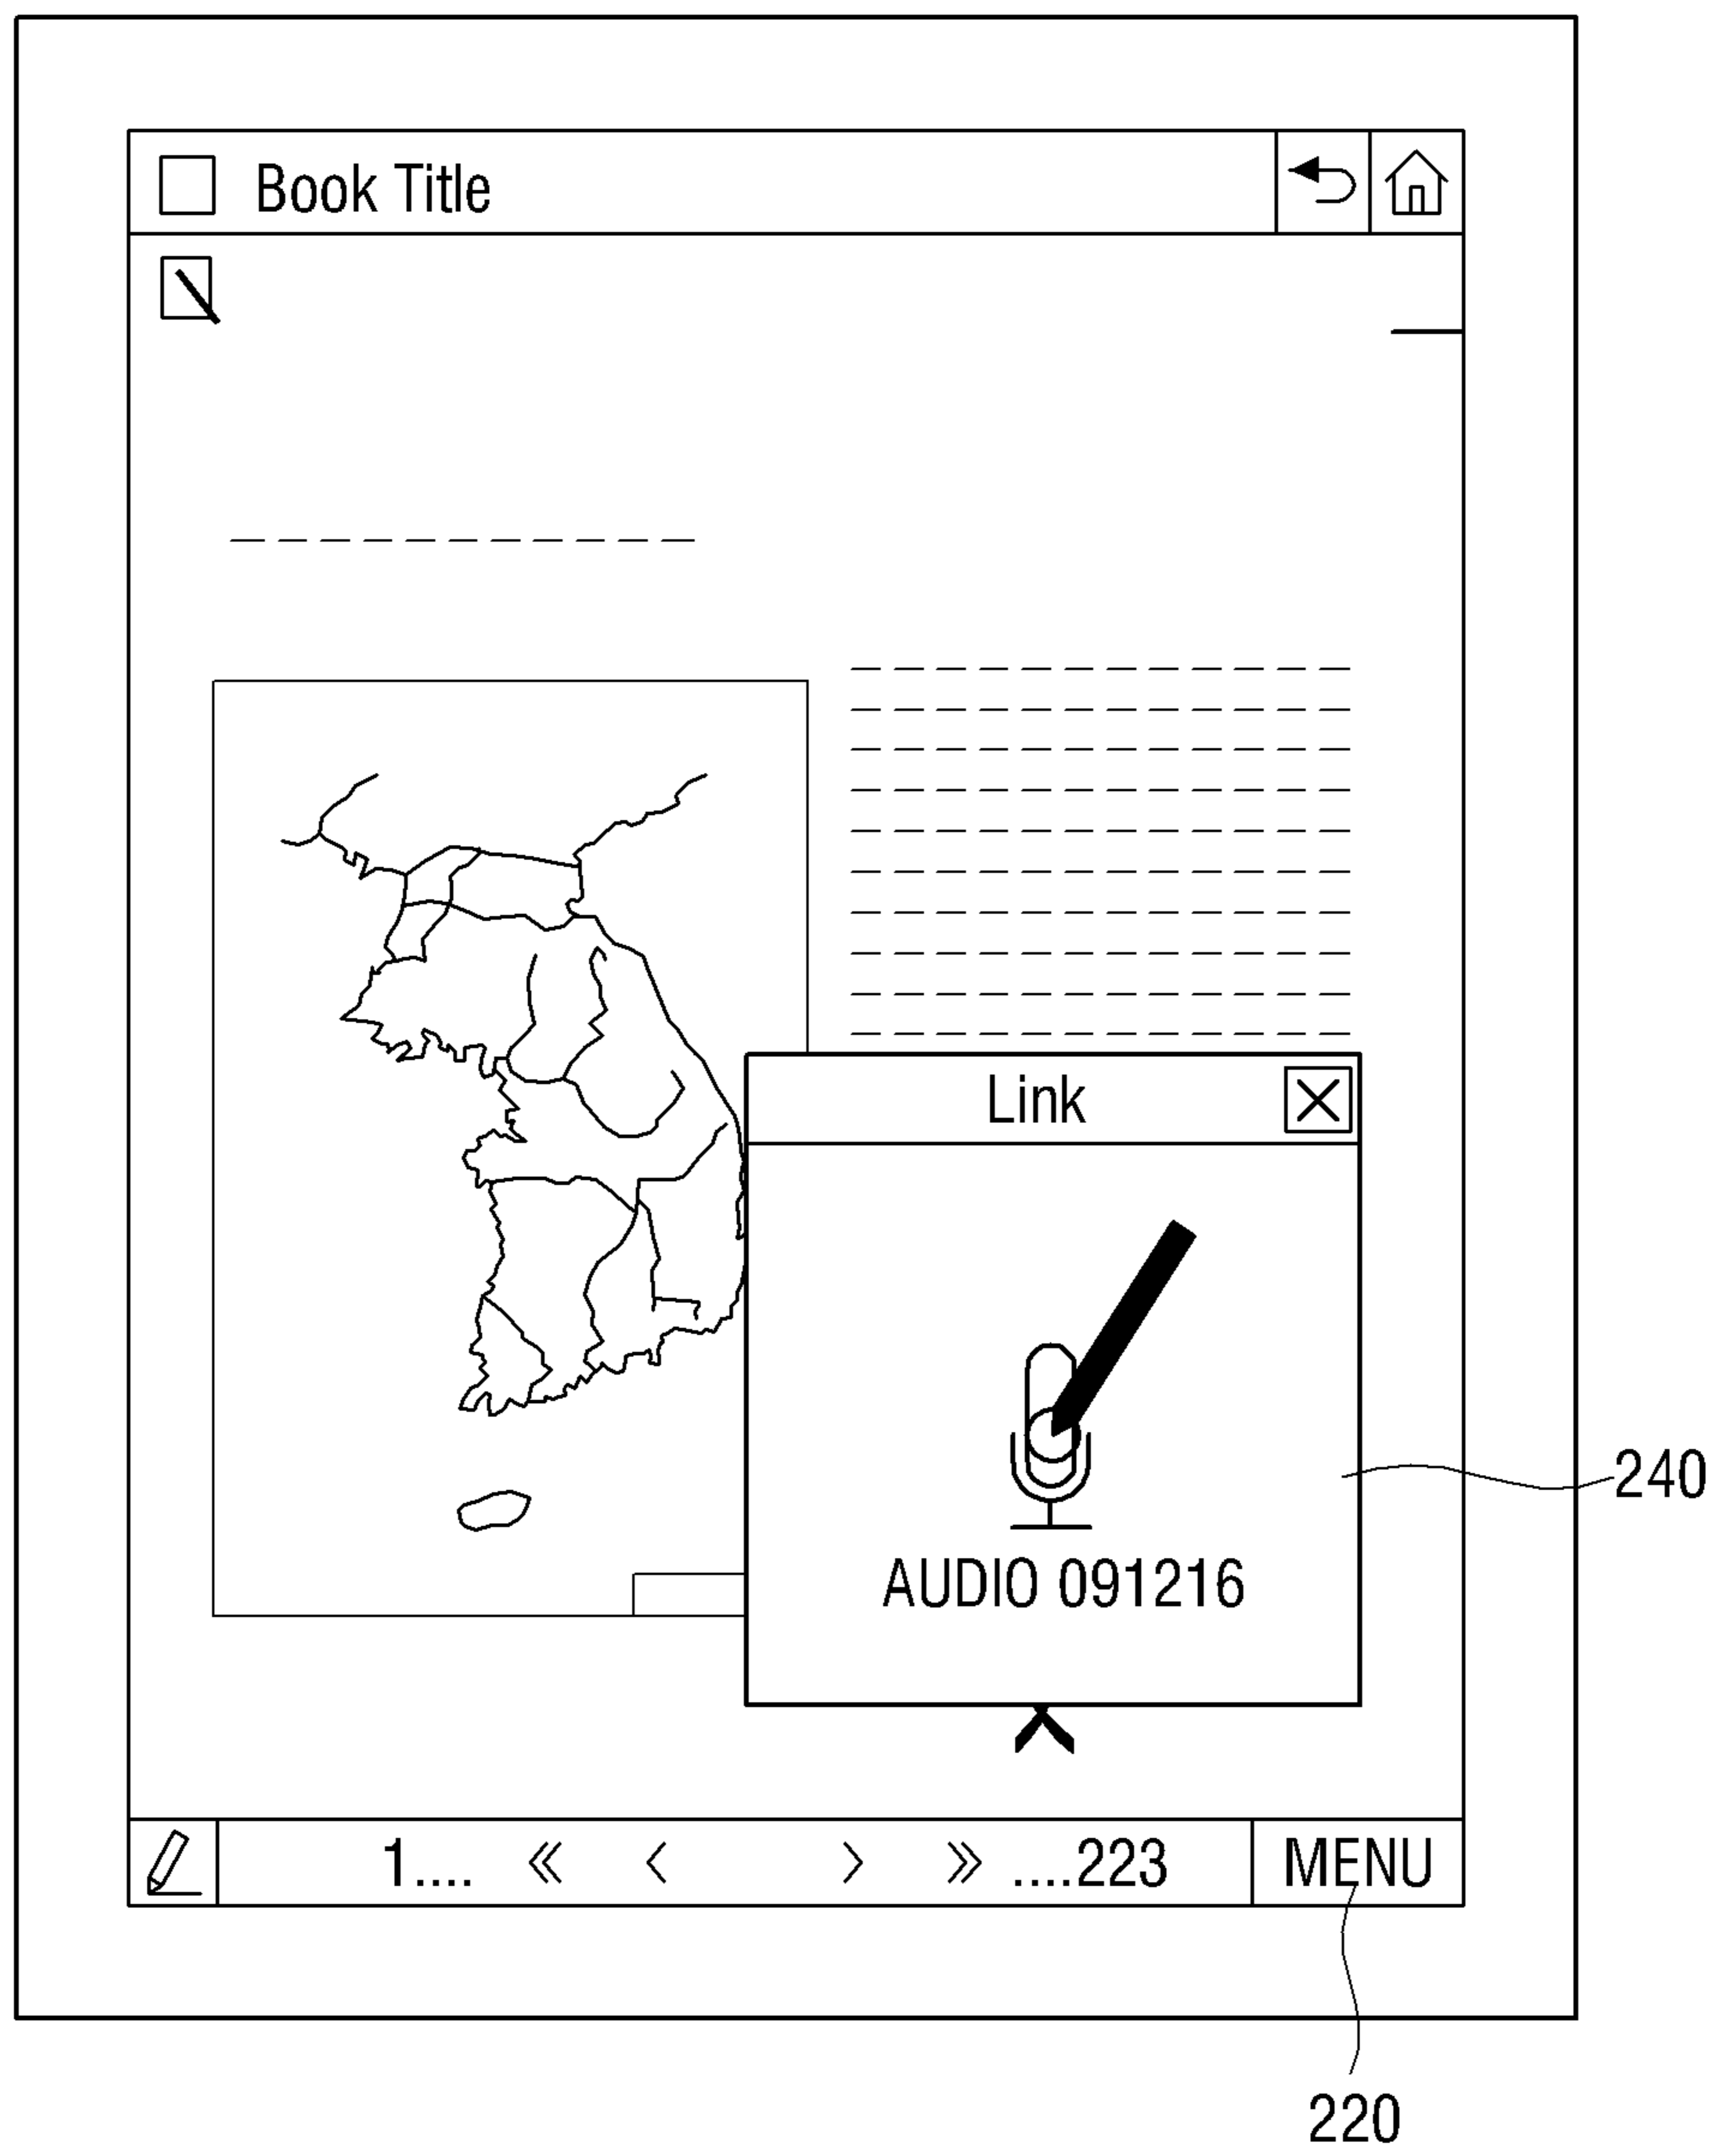 Book Title
Link
AUDIO 091216
240
1.... « < > » ....223 MENU
220